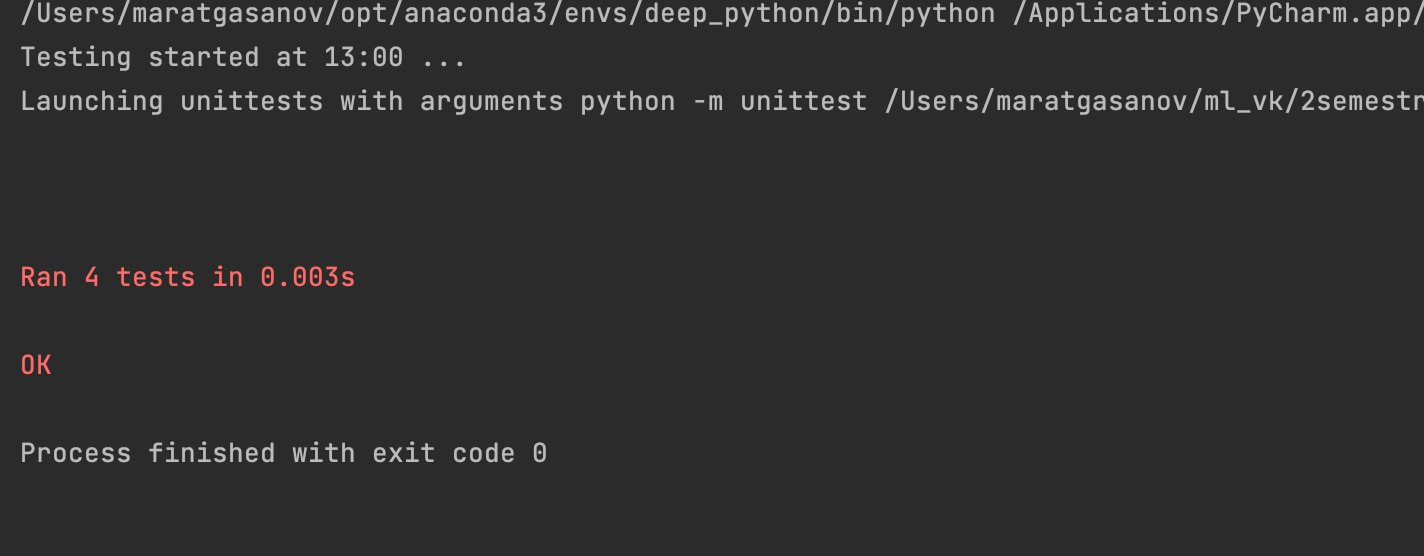 /Users/maratgasanov/opt/anaconda3/envs/deep_python/bin/python /Applications/PyCharm.app/
Testing started at 13:00 ...
Launching unittests with arguments python -m unittest /Users/maratgasanov/ml_vk/2semestr
Ran 4 tests in 0.003s
OK
Process finished with exit code 0